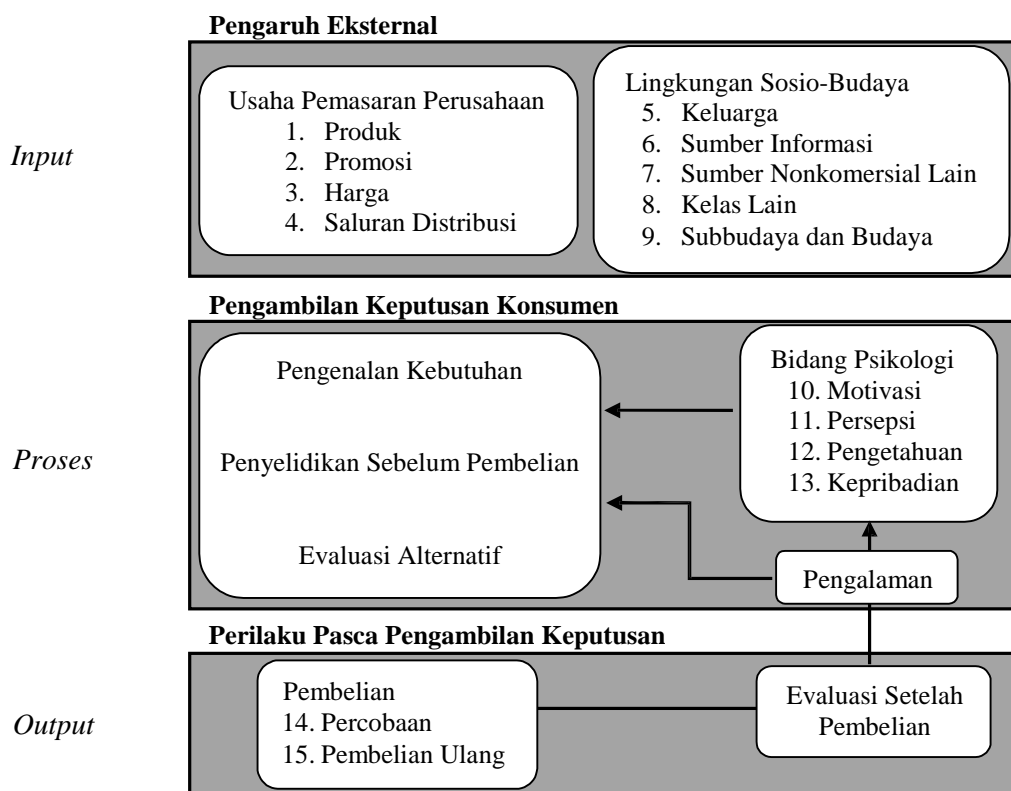 Pengaruh Eksternal
Input
Usaha Pemasaran Perusahaan
1. Produk
2. Promosi
3. Harga
4. Saluran Distribusi
Lingkungan Sosio-Budaya
5. Keluarga
6. Sumber Informasi
7. Sumber Nonkomersial Lain
8. Kelas Lain
9. Subbudaya dan Budaya
Pengambilan Keputusan Konsumen
Proses
Pengenalan Kebutuhan
Penyelidikan Sebelum Pembelian
Evaluasi Alternatif
Bidang Psikologi
10. Motivasi
11. Persepsi
12. Pengetahuan
13. Kepribadian
Pengalaman
Perilaku Pasca Pengambilan Keputusan
Output
Pembelian
14. Percobaan
15. Pembelian Ulang
Evaluasi Setelah
Pembelian